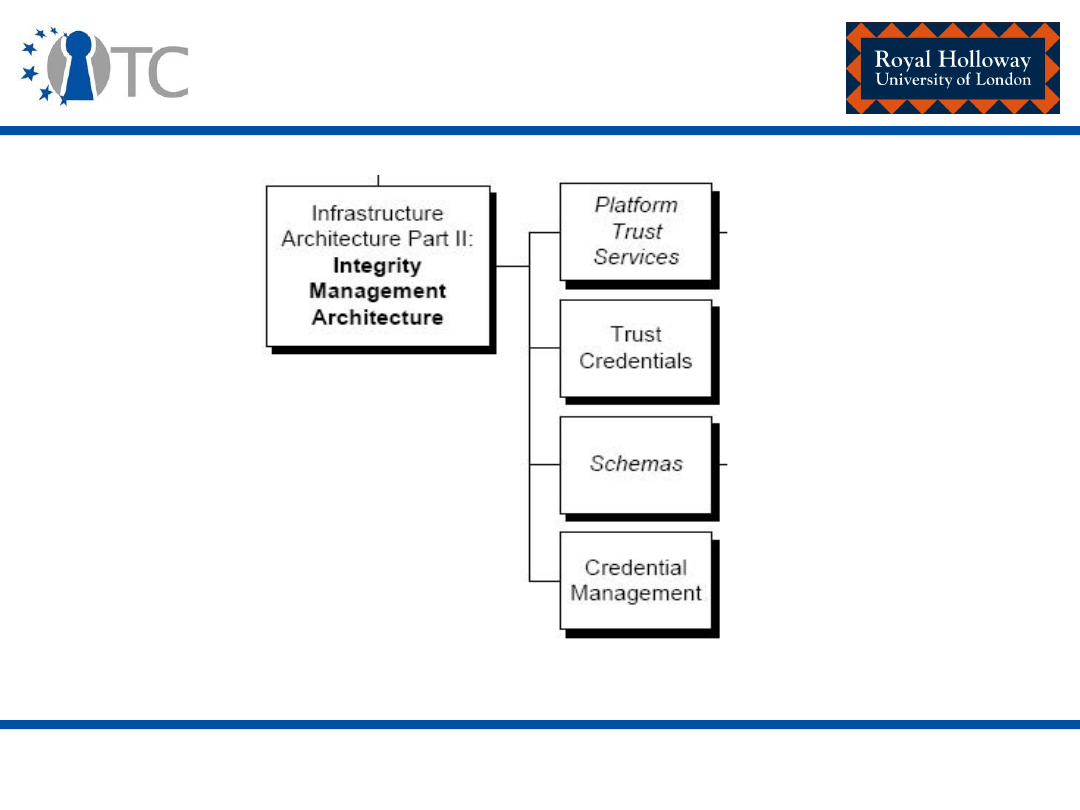 TC
Royal Holloway
University of London
Infrastructure
Architecture Part II:
Integrity
Management
Architecture
Platform
Trust
Services
Trust
Credentials
Schemas
Credential
Management